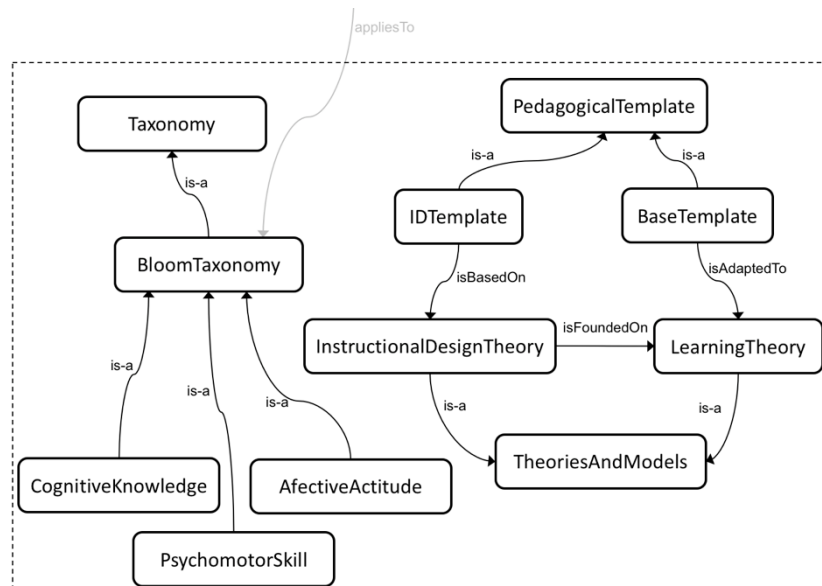 appliesTo
PedagogicalTemplate
Taxonomy
is-a
is-a
is-a
IDTemplate
BaseTemplate
BloomTaxonomy
isBasedOn
isAdaptedTo
isFoundedOn
InstructionalDesignTheory
LearningTheory
is-a
is-a
is-a
is-a
is-a
CognitiveKnowledge
AfectiveActitude
TheoriesAndModels
PsychomotorSkill